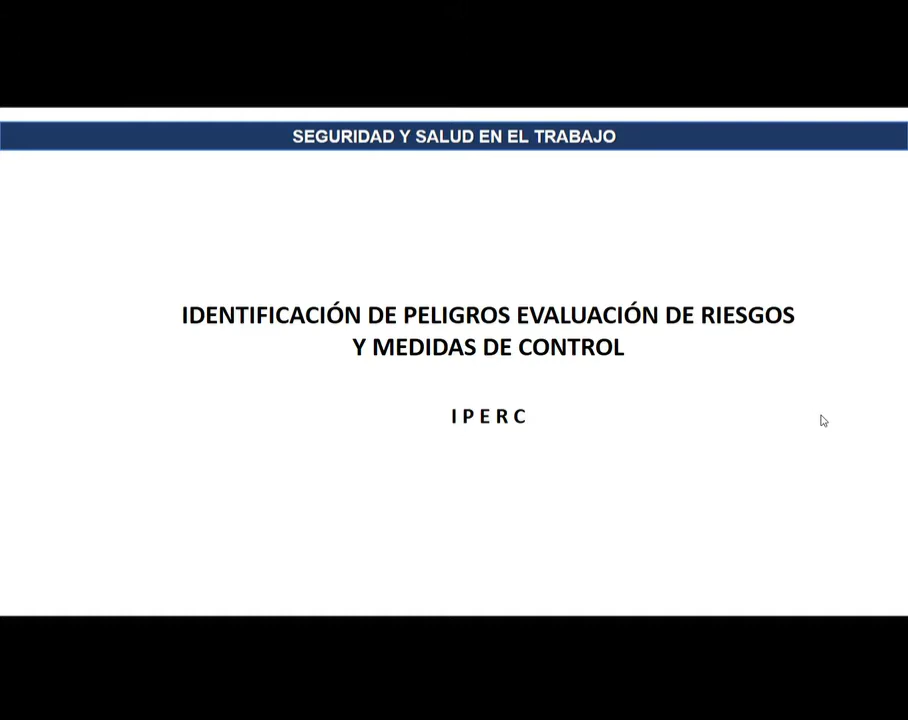 SEGURIDAD Y SALUD EN EL TRABAJO
IDENTIFICACIÓN DE PELIGROS EVALUACIÓN DE RIESGOS
Y MEDIDAS DE CONTROL
I P E R C